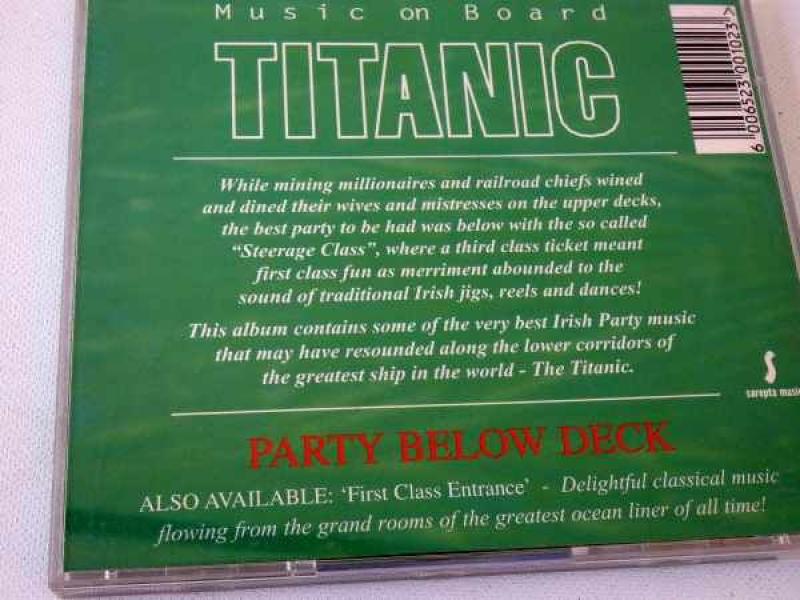 Music on Board
TITANIC
6 006523 001023 >
While mining millionaires and railroad chiefs wined
and dined their wives and mistresses on the upper decks,
the best party to be had was below with the so called
“Steerage Class”, where a third class ticket meant
first class fun as merriment abounded to the
sound of traditional Irish jigs, reels and dances!
This album contains some of the very best Irish Party music
that may have resounded along the lower corridors of
the greatest ship in the world - The Titanic.
sarepta music
PARTY BELOW DECK
ALSO AVAILABLE: ‘First Class Entrance’ - Delightful classical music
flowing from the grand rooms of the greatest ocean liner of all time!